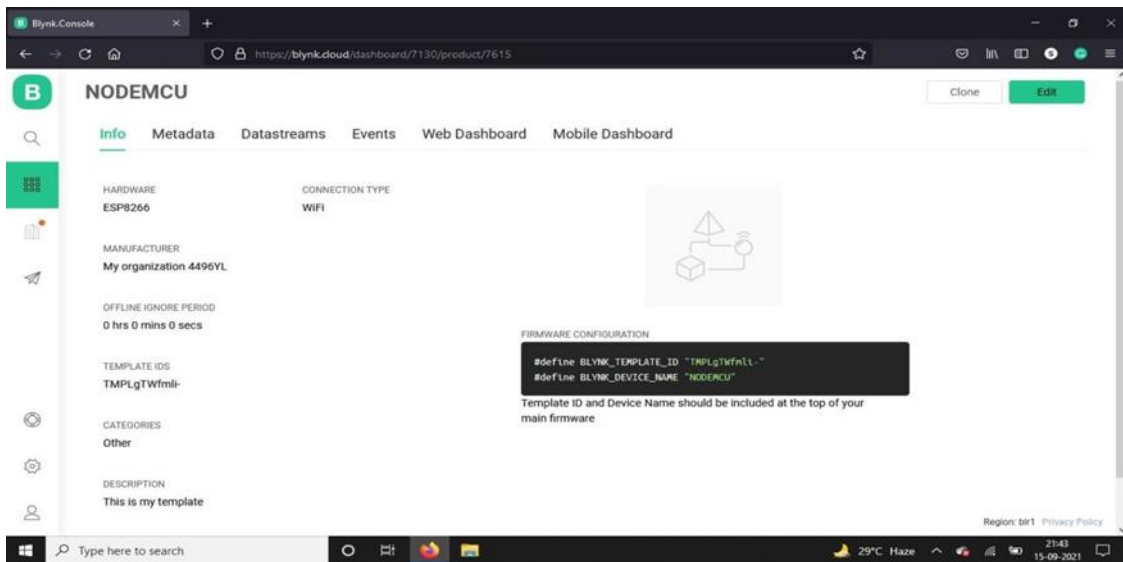 Blynk.Console
https://blynk.cloud/dashboard/7130/product/7615
B
NODEMCU
Clone
Edit
Info
Metadata
Datastreams
Events
Web Dashboard
Mobile Dashboard
HARDWARE
ESP8266
CONNECTION TYPE
WiFi
MANUFACTURER
My organization 4496YL
OFFLINE IGNORE PERIOD
0 hrs 0 mins 0 secs
TEMPLATE IDS
TMPLgTWfmli-
CATEGORIES
Other
DESCRIPTION
This is my template
FIRMWARE CONFIGURATION
#define BLYNK_TEMPLATE_ID "TMPLgTWfmli-"
#define BLYNK_DEVICE_NAME "NODEMCU"
Template ID and Device Name should be included at the top of your
main firmware
Region: blr1 Privacy Policy
Type here to search
29°C Haze
21:43
15-09-2021